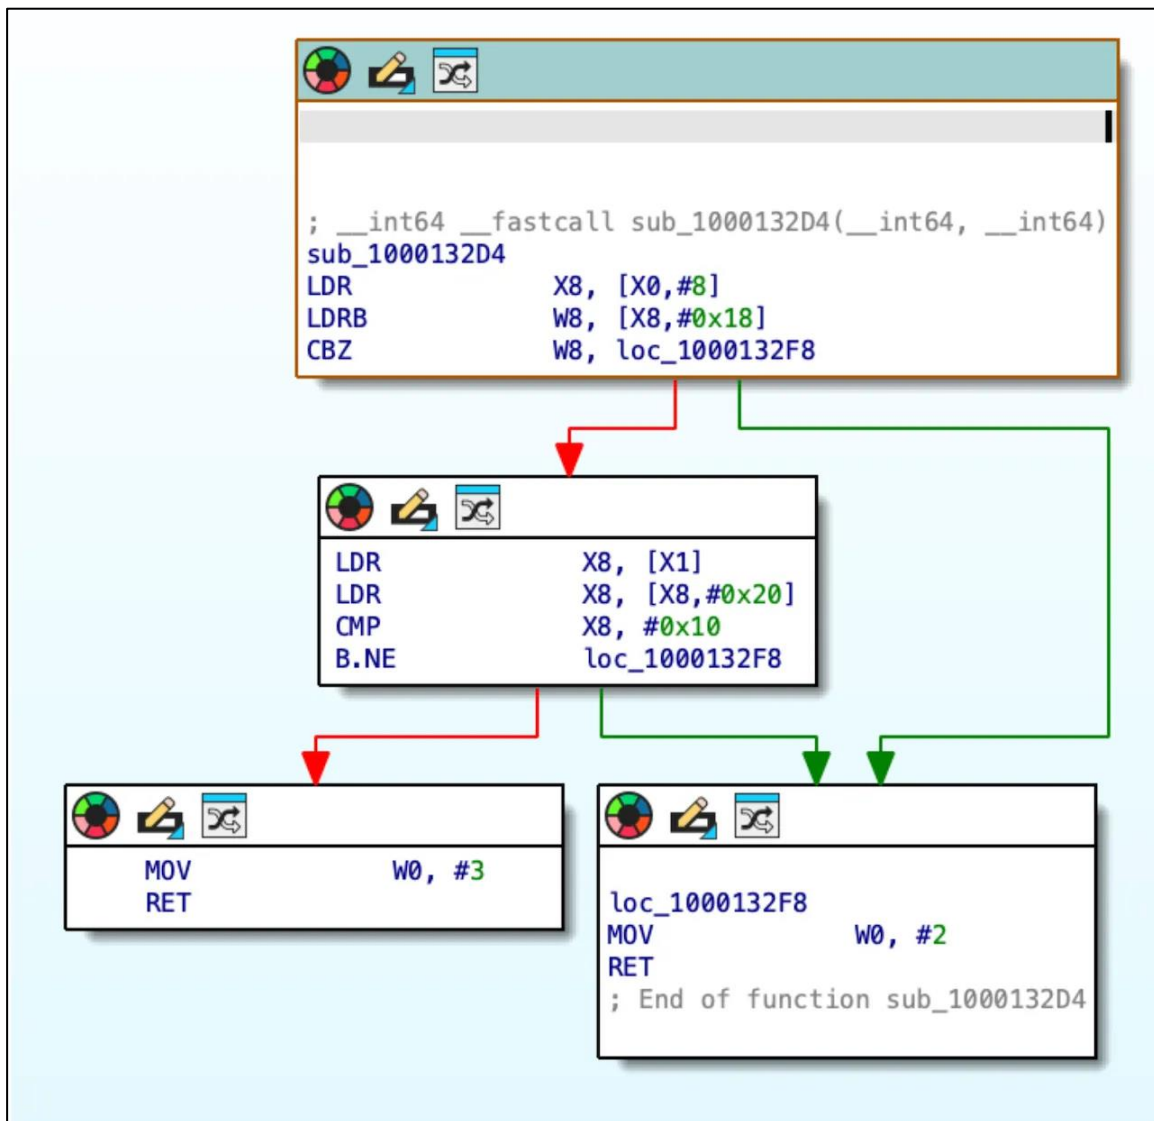 ; __int64 __fastcall sub_1000132D4(__int64, __int64)
sub_1000132D4
LDR X8, [X0,#8]
LDRB W8, [X8,#0x18]
CBZ W8, loc_1000132F8
LDR X8, [X1]
LDR X8, [X8,#0x20]
CMP X8, #0x10
B.NE loc_1000132F8
MOV W0, #3
RET
loc_1000132F8
MOV W0, #2
RET
; End of function sub_1000132D4